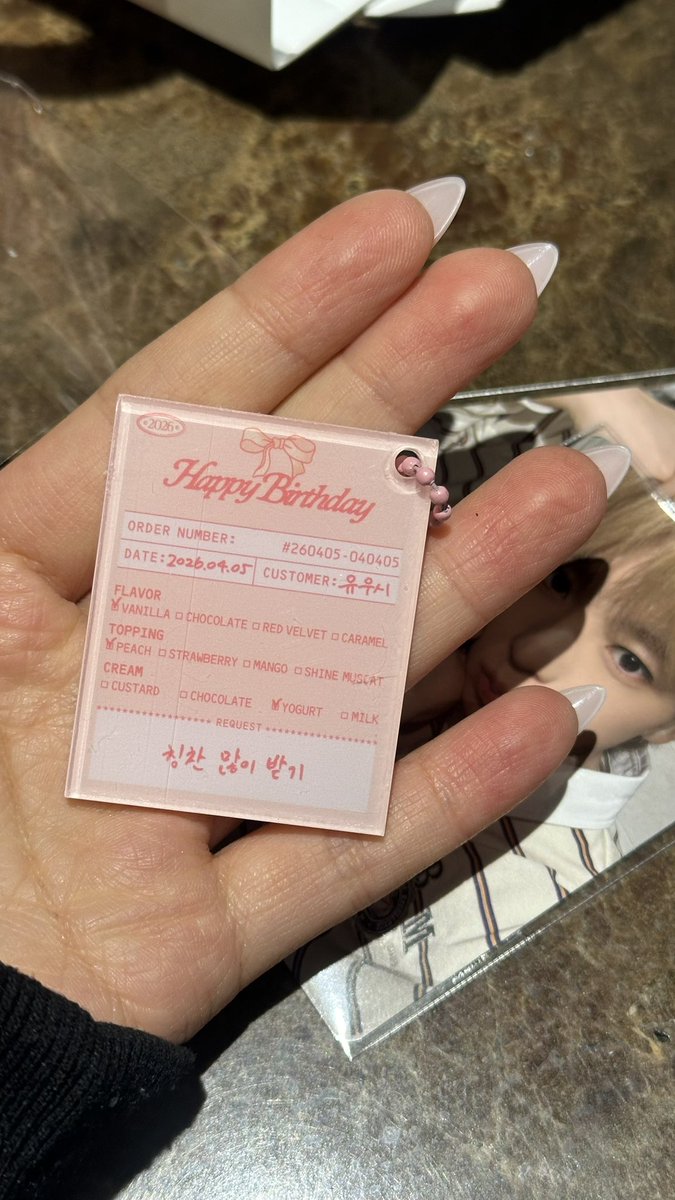 •2026•
Happy Birthday
ORDER NUMBER: #260405-040405
DATE: 2026.04.05 CUSTOMER: 유우시
FLAVOR
☑VANILLA ☐CHOCOLATE ☐RED VELVET ☐CARAMEL
TOPPING
☑PEACH ☐STRAWBERRY ☐MANGO ☐SHINE MUSCAT
CREAM
☐CUSTARD ☐CHOCOLATE ☑YOGURT ☐MILK
REQUEST
칭찬 많이 받기